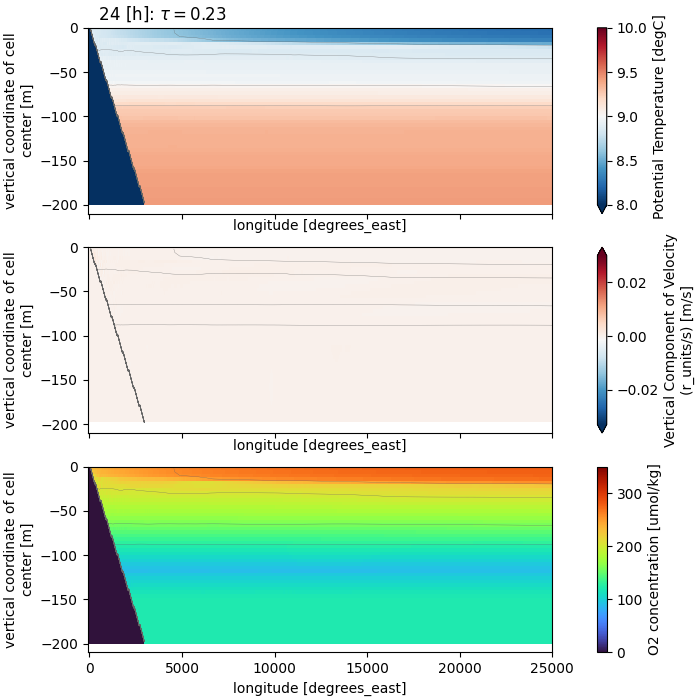 24 [h]: τ = 0.23
vertical coordinate of cell
center [m]
0
−50
−100
−150
−200
longitude [degrees_east]
10.0
9.5
9.0
8.5
8.0
Potential Temperature [degC]
vertical coordinate of cell
center [m]
0
−50
−100
−150
−200
longitude [degrees_east]
0.02
0.00
−0.02
Vertical Component of Velocity
(r_units/s) [m/s]
vertical coordinate of cell
center [m]
0
−50
−100
−150
−200
0 5000 10000 15000 20000 25000
longitude [degrees_east]
300
200
100
0
O2 concentration [umol/kg]